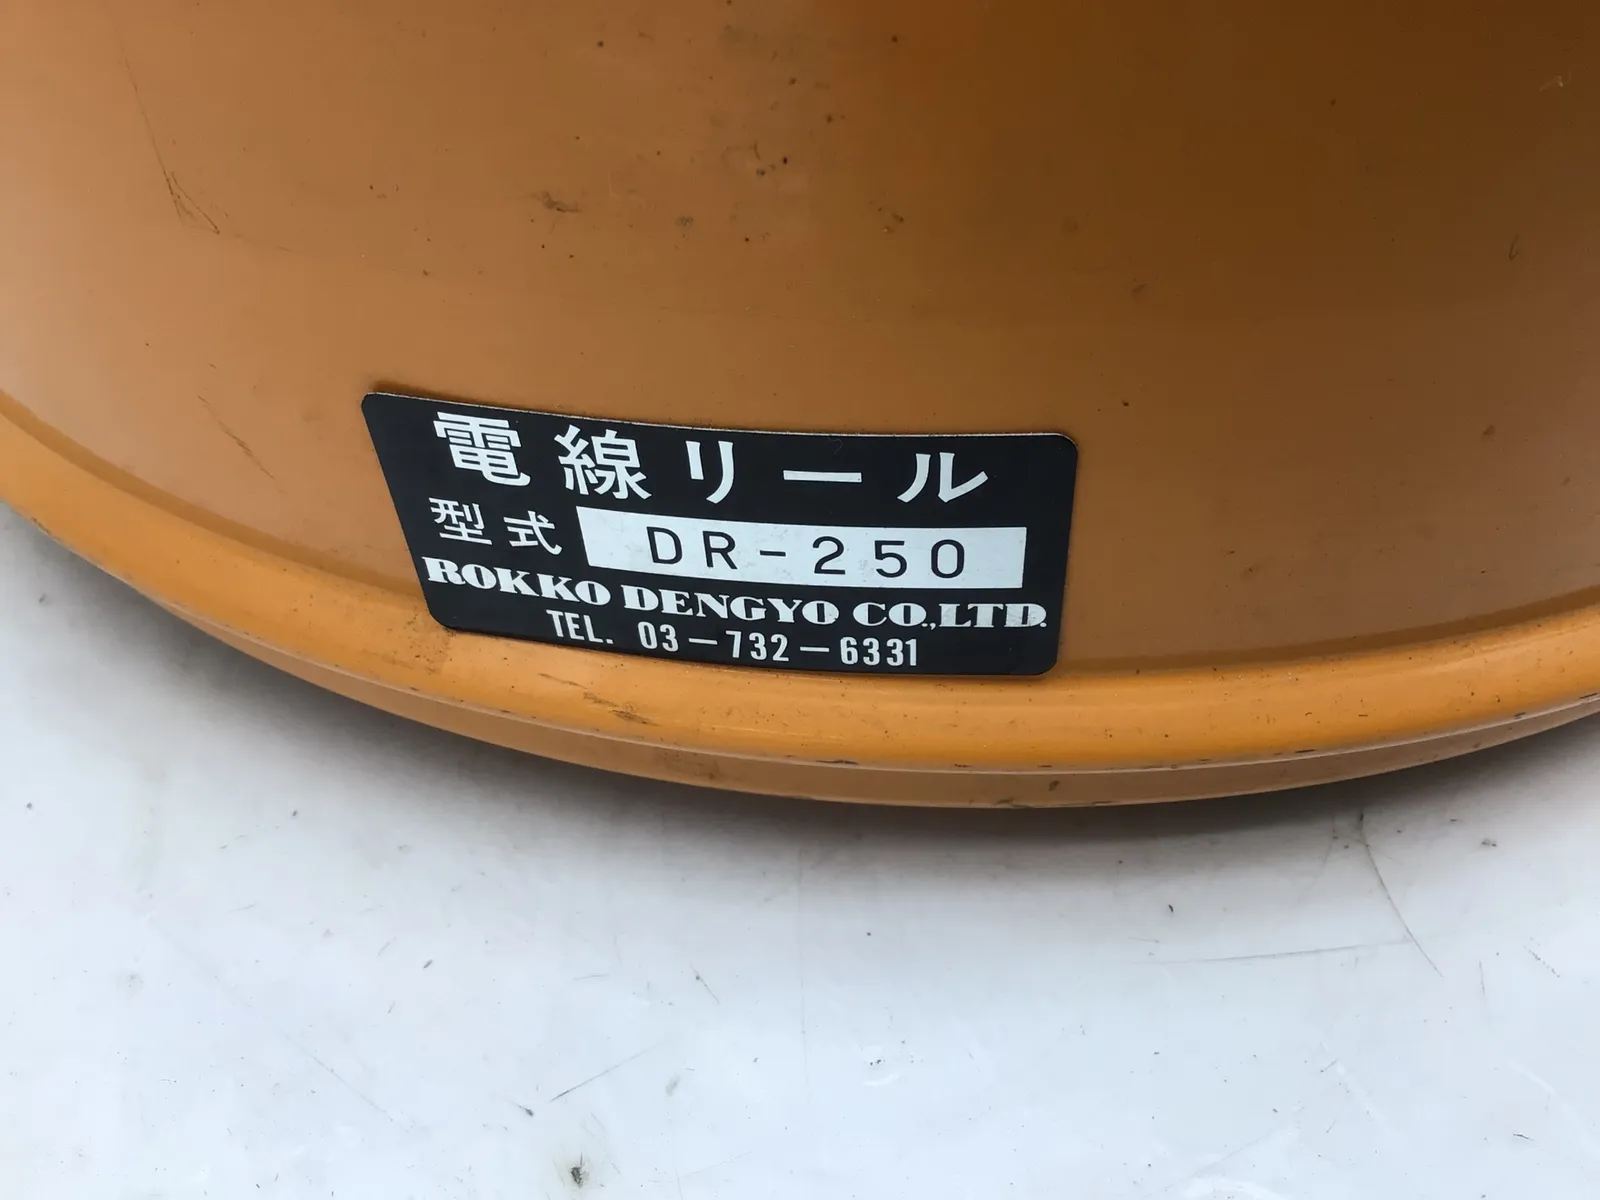 電線リール
型式 DR-250
ROKKO DENGYO CO.,LTD.
TEL. 03-732-6331